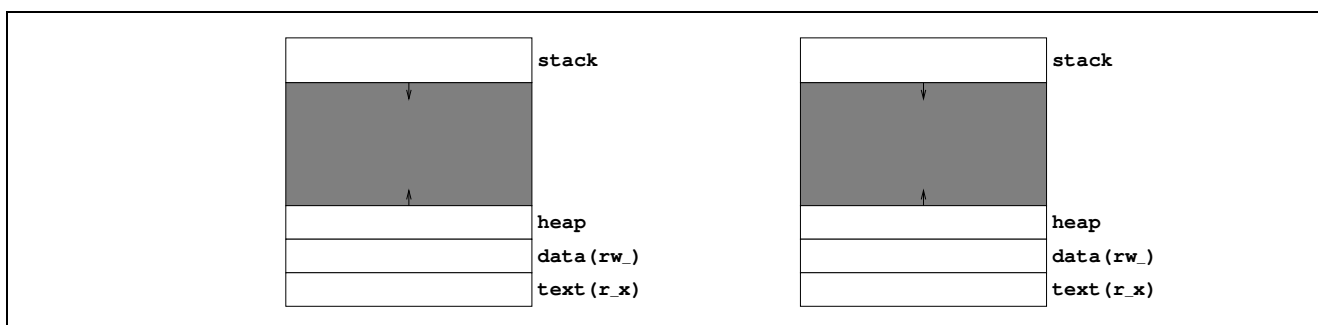 stack
heap
data(rw_)
text(r_x)
stack
heap
data(rw_)
text(r_x)